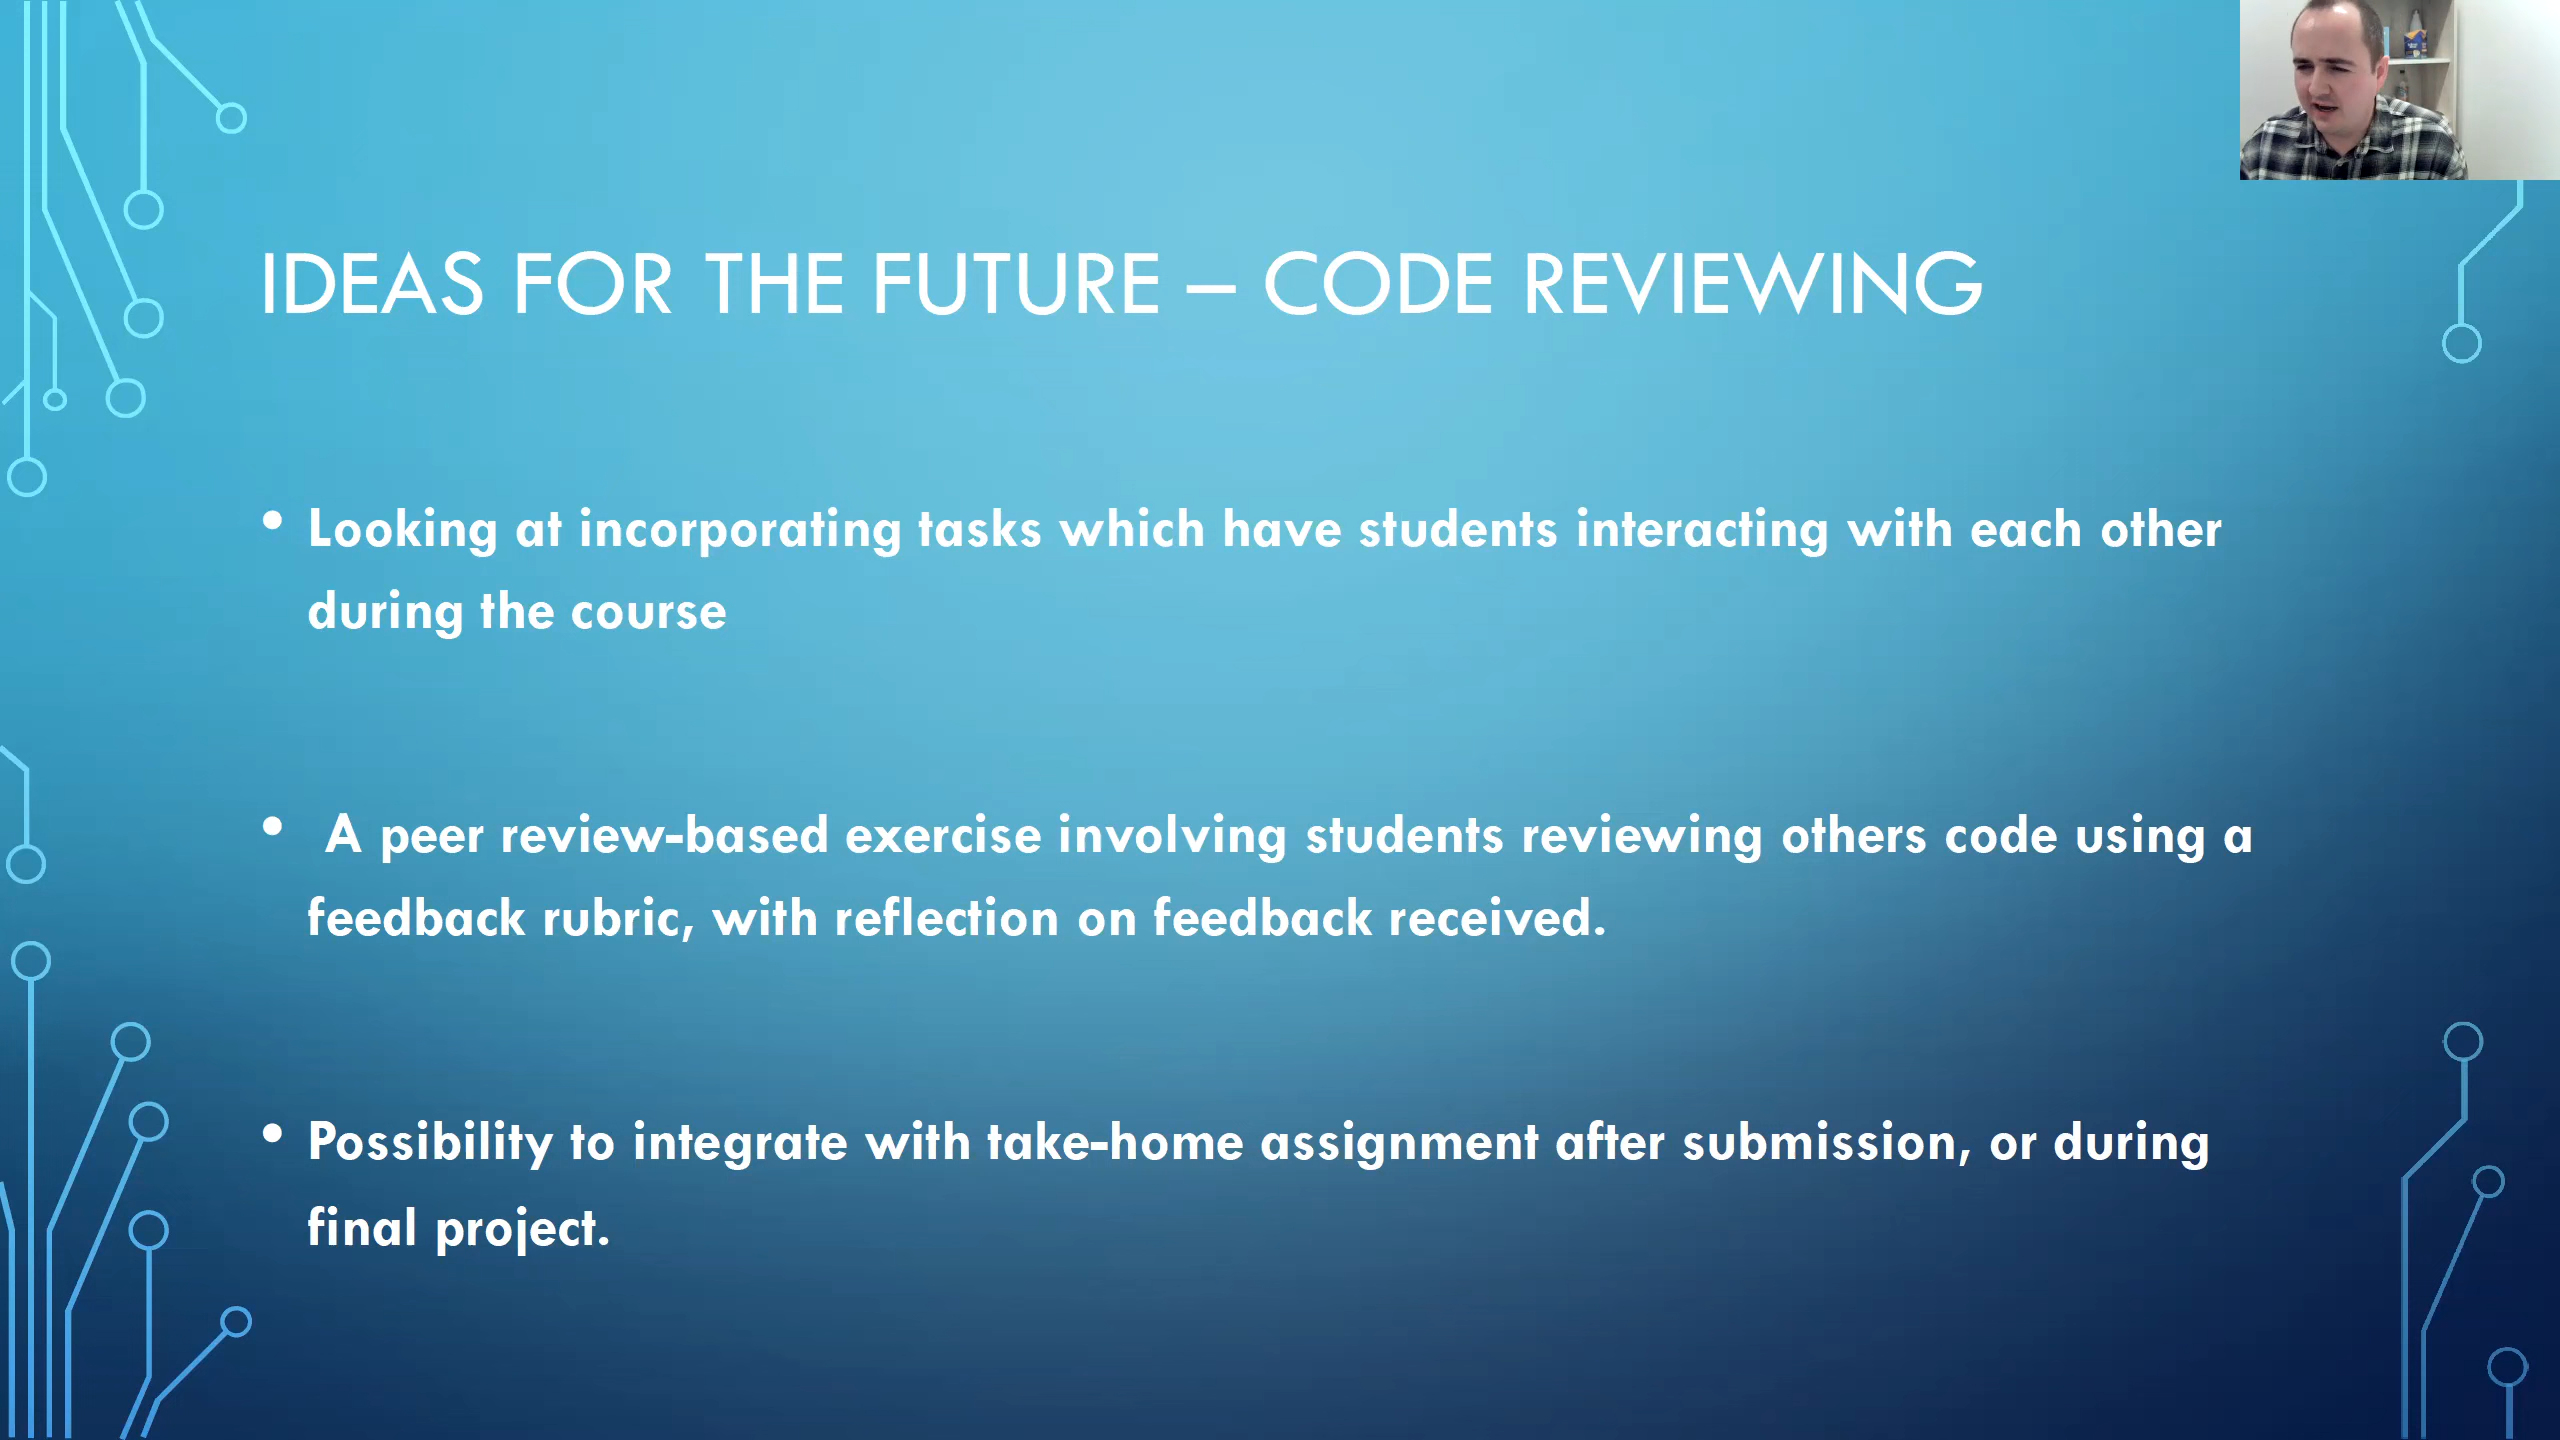 IDEAS FOR THE FUTURE – CODE REVIEWING
• Looking at incorporating tasks which have students interacting with each other
during the course
• A peer review-based exercise involving students reviewing others code using a
feedback rubric, with reflection on feedback received.
• Possibility to integrate with take-home assignment after submission, or during
final project.